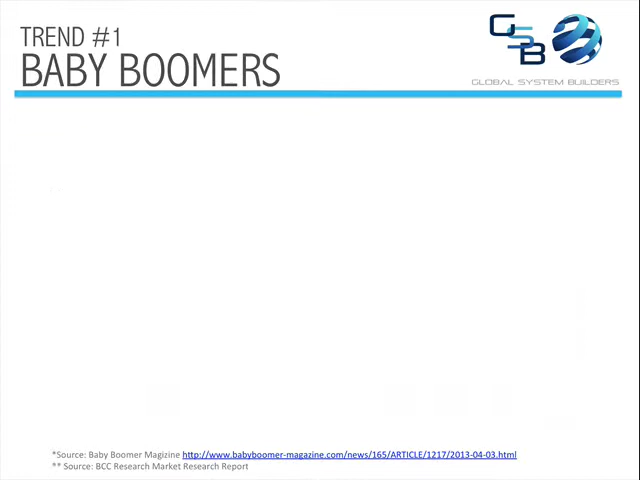 TREND #1
BABY BOOMERS
GSB
GLOBAL SYSTEM BUILDERS
*Source: Baby Boomer Magizine http://www.babyboomer-magazine.com/news/165/ARTICLE/1217/2013-04-03.html
** Source: BCC Research Market Research Report